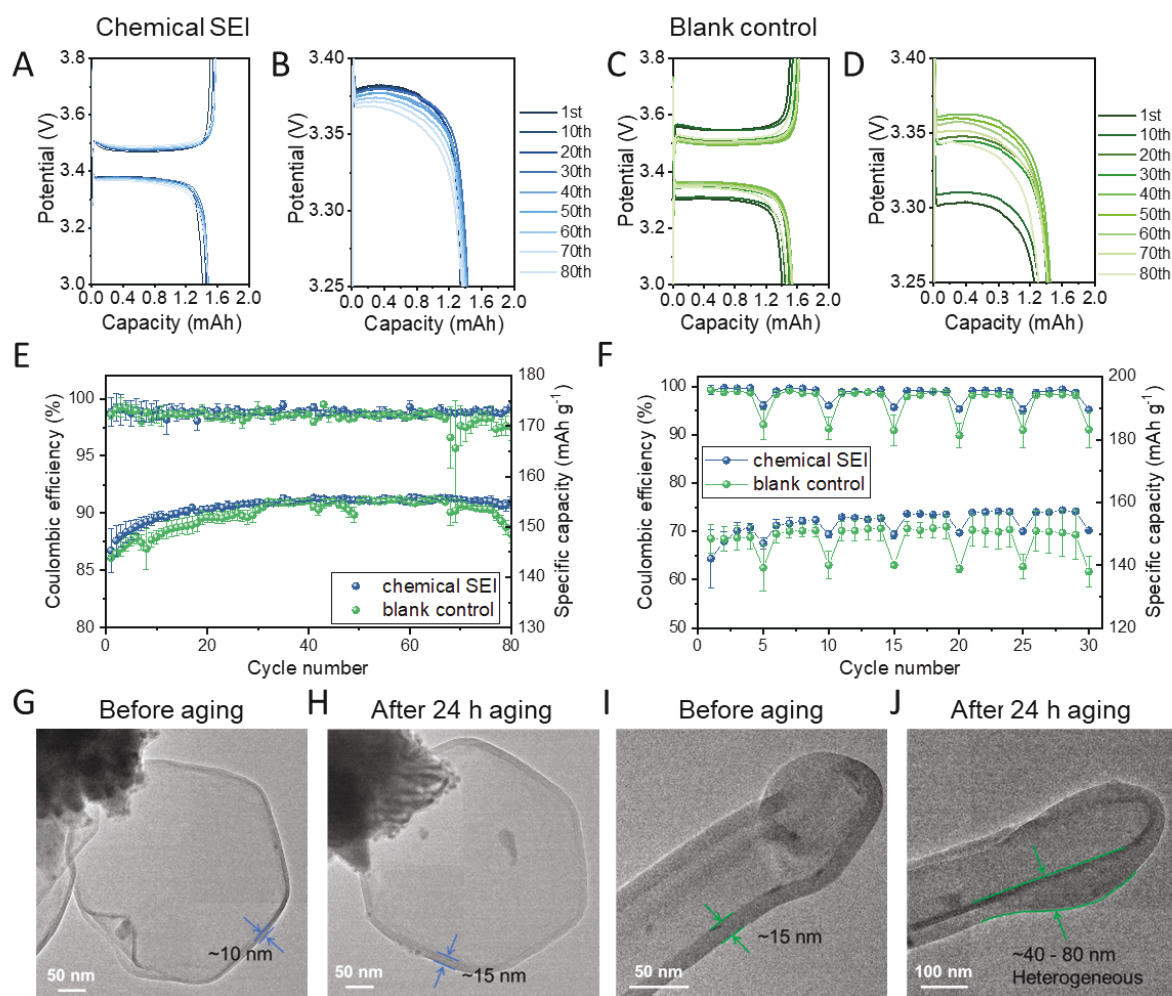 Chemical SEI
Blank control
A
B
C
D
3.8
3.6
3.4
3.2
3.0
Potential (V)
0.0 0.4 0.8 1.2 1.6 2.0
Capacity (mAh)
3.40
3.35
3.30
3.25
Potential (V)
0.0 0.4 0.8 1.2 1.6 2.0
Capacity (mAh)
1st
10th
20th
30th
40th
50th
60th
70th
80th
3.8
3.6
3.4
3.2
3.0
Potential (V)
0.0 0.4 0.8 1.2 1.6 2.0
Capacity (mAh)
3.40
3.35
3.30
3.25
Potential (V)
0.0 0.4 0.8 1.2 1.6 2.0
Capacity (mAh)
1st
10th
20th
30th
40th
50th
60th
70th
80th
E
100
95
90
85
80
Coulombic efficiency (%)
180
170
160
150
140
130
Specific capacity (mAh g⁻¹)
chemical SEI
blank control
0 20 40 60 80
Cycle number
F
100
90
80
70
60
50
Coulombic efficiency (%)
200
180
160
140
120
Specific capacity (mAh g⁻¹)
chemical SEI
blank control
0 5 10 15 20 25 30
Cycle number
G Before aging
~10 nm
50 nm
H After 24 h aging
~15 nm
50 nm
I Before aging
~15 nm
50 nm
J After 24 h aging
~40 - 80 nm
Heterogeneous
100 nm